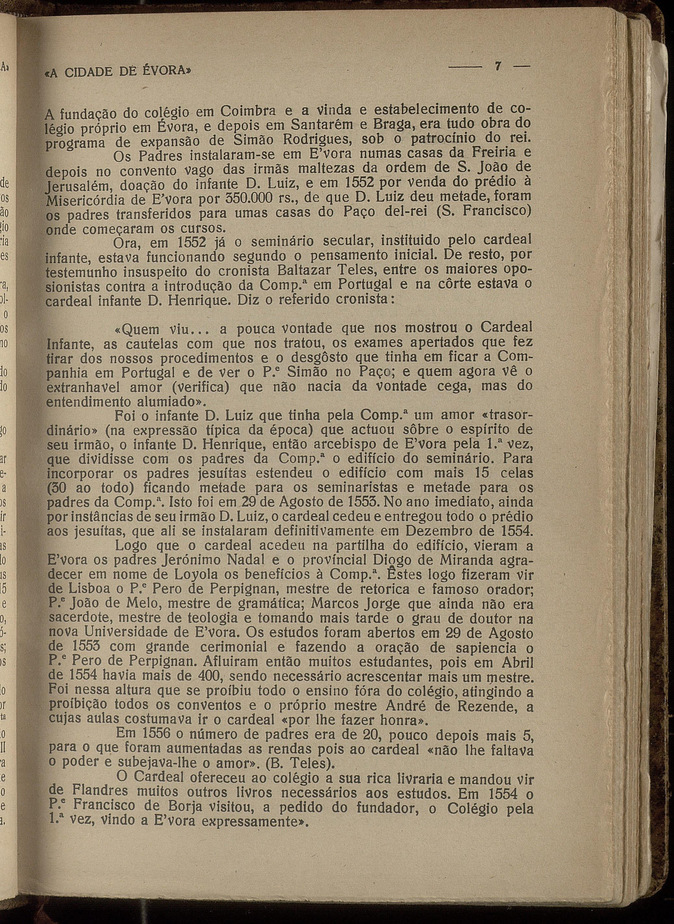 «A CIDADE DE ÉVORA» —— 7 —
A fundação do colégio em Coimbra e a vinda e estabelecimento de co-
légio próprio em Évora, e depois em Santarém e Braga, era tudo obra do
programa de expansão de Simão Rodrigues, sob o patrocínio do rei.
Os Padres instalaram-se em E'vora numas casas da Freiria e
depois no convento vago das irmãs maltezas da ordem de S. João de
Jerusalém, doação do infante D. Luiz, e em 1552 por venda do prédio à
Misericórdia de E'vora por 350.000 rs., de que D. Luiz deu metade, foram
os padres transferidos para umas casas do Paço del-rei (S. Francisco)
onde começaram os cursos.
Ora, em 1552 já o seminário secular, instituido pelo cardeal
infante, estava funcionando segundo o pensamento inicial. De resto, por
testemunho insuspeito do cronista Baltazar Teles, entre os maiores opo-
sionistas contra a introdução da Comp.ª em Portugal e na côrte estava o
cardeal infante D. Henrique. Diz o referido cronista:
«Quem viu... a pouca vontade que nos mostrou o Cardeal
Infante, as cautelas com que nos tratou, os exames apertados que fez
tirar dos nossos procedimentos e o desgôsto que tinha em ficar a Com-
panhia em Portugal e de ver o P.e Simão no Paço; e quem agora vê o
extranhavel amor (verifica) que não nacia da vontade cega, mas do
entendimento alumiado».
Foi o infante D. Luiz que tinha pela Comp.ª um amor «trasor-
dinário» (na expressão típica da época) que actuou sôbre o espírito de
seu irmão, o infante D. Henrique, então arcebispo de E'vora pela 1.ª vez,
que dividisse com os padres da Comp.ª o edifício do seminário. Para
incorporar os padres jesuítas estendeu o edifício com mais 15 celas
(30 ao todo) ficando metade para os seminaristas e metade para os
padres da Comp.ª. Isto foi em 29 de Agosto de 1553. No ano imediato, ainda
por instâncias de seu irmão D. Luiz, o cardeal cedeu e entregou todo o prédio
aos jesuítas, que ali se instalaram definitivamente em Dezembro de 1554.
Logo que o cardeal acedeu na partilha do edifício, vieram a
E'vora os padres Jerónimo Nadal e o províncial Diogo de Miranda agra-
decer em nome de Loyola os benefícios à Comp.ª. Êstes logo fizeram vir
de Lisboa o P.e Pero de Perpignan, mestre de retorica e famoso orador;
P.e João de Melo, mestre de gramática; Marcos Jorge que ainda não era
sacerdote, mestre de teologia e tomando mais tarde o grau de doutor na
nova Universidade de E'vora. Os estudos foram abertos em 29 de Agosto
de 1553 com grande cerimonial e fazendo a oração de sapiencia o
P.e Pero de Perpignan. Afluiram então muitos estudantes, pois em Abril
de 1554 havia mais de 400, sendo necessário acrescentar mais um mestre.
Foi nessa altura que se proíbiu todo o ensino fóra do colégio, atingindo a
proíbição todos os conventos e o próprio mestre André de Rezende, a
cujas aulas costumava ir o cardeal «por lhe fazer honra».
Em 1556 o número de padres era de 20, pouco depois mais 5,
para o que foram aumentadas as rendas pois ao cardeal «não lhe faltava
o poder e subejava-lhe o amor». (B. Teles).
O Cardeal ofereceu ao colégio a sua rica livraria e mandou vir
de Flandres muitos outros livros necessários aos estudos. Em 1554 o
P.e Francisco de Borja visitou, a pedido do fundador, o Colégio pela
1.ª vez, vindo a E'vora expressamente».